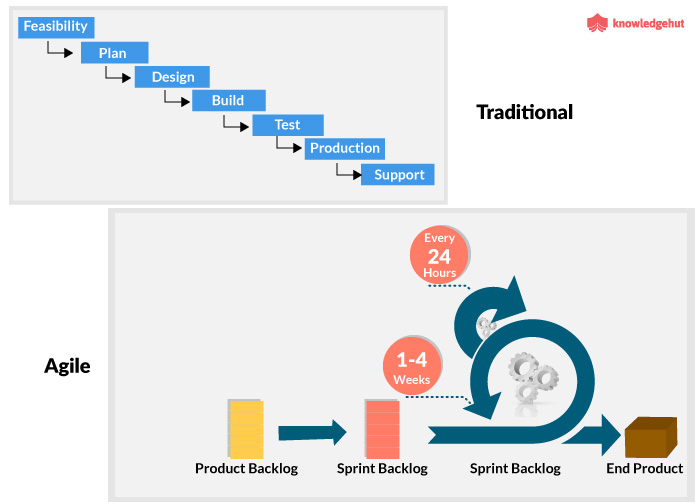 Feasibility
knowledgehut
Plan
Design
Build
Traditional
Test
Production
Support
Every
24
Hours
Agile
1-4
Weeks
Product Backlog
Sprint Backlog
Sprint Backlog
End Product